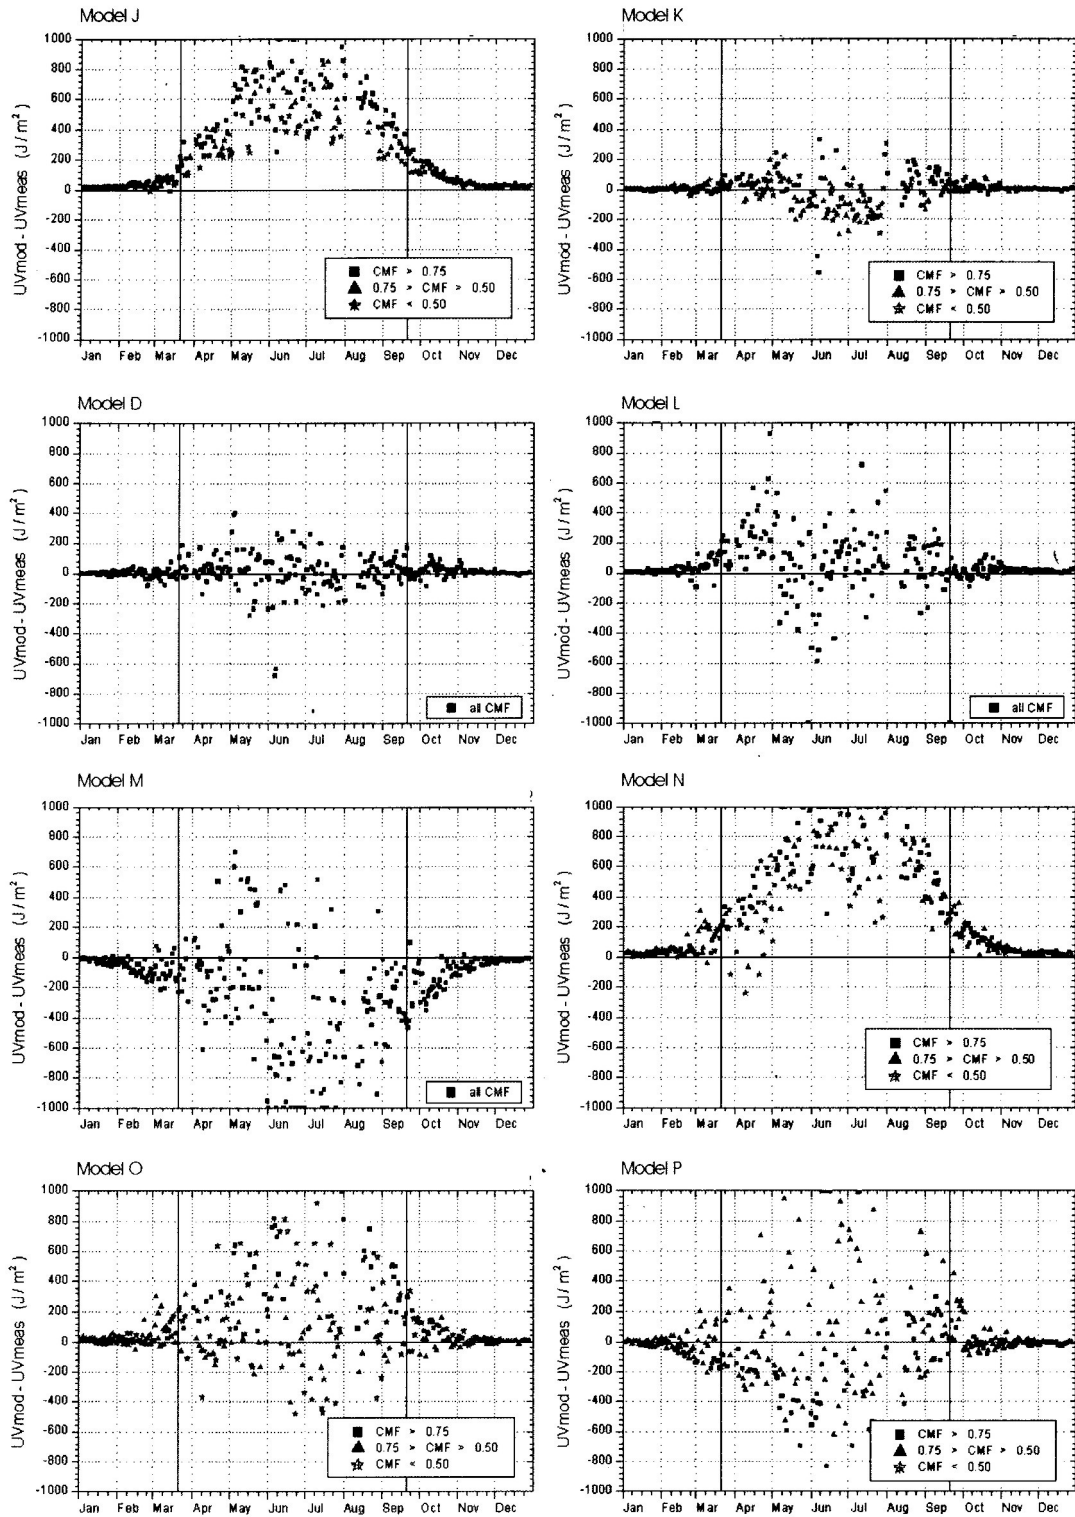 Model J
UVmod - UVmeas (J / m²)
1000
800
600
400
200
0
-200
-400
-600
-800
-1000
CMF > 0.75
0.75 > CMF > 0.50
CMF < 0.50
Jan Feb Mar Apr May Jun Jul Aug Sep Oct Nov Dec
Model K
UVmod - UVmeas (J / m²)
1000
800
600
400
200
0
-200
-400
-600
-800
-1000
CMF > 0.75
0.75 > CMF > 0.50
CMF < 0.50
Jan Feb Mar Apr May Jun Jul Aug Sep Oct Nov Dec
Model D
UVmod - UVmeas (J / m²)
1000
800
600
400
200
0
-200
-400
-600
-800
-1000
all CMF
Jan Feb Mar Apr May Jun Jul Aug Sep Oct Nov Dec
Model L
UVmod - UVmeas (J / m²)
1000
800
600
400
200
0
-200
-400
-600
-800
-1000
all CMF
Jan Feb Mar Apr May Jun Jul Aug Sep Oct Nov Dec
Model M
UVmod - UVmeas (J / m²)
1000
800
600
400
200
0
-200
-400
-600
-800
-1000
all CMF
Jan Feb Mar Apr May Jun Jul Aug Sep Oct Nov Dec
Model N
UVmod - UVmeas (J / m²)
1000
800
600
400
200
0
-200
-400
-600
-800
-1000
CMF > 0.75
0.75 > CMF > 0.50
CMF < 0.50
Jan Feb Mar Apr May Jun Jul Aug Sep Oct Nov Dec
Model O
UVmod - UVmeas (J / m²)
1000
800
600
400
200
0
-200
-400
-600
-800
-1000
CMF > 0.75
0.75 > CMF > 0.50
CMF < 0.50
Jan Feb Mar Apr May Jun Jul Aug Sep Oct Nov Dec
Model P
UVmod - UVmeas (J / m²)
1000
800
600
400
200
0
-200
-400
-600
-800
-1000
CMF > 0.75
0.75 > CMF > 0.50
CMF < 0.50
Jan Feb Mar Apr May Jun Jul Aug Sep Oct Nov Dec